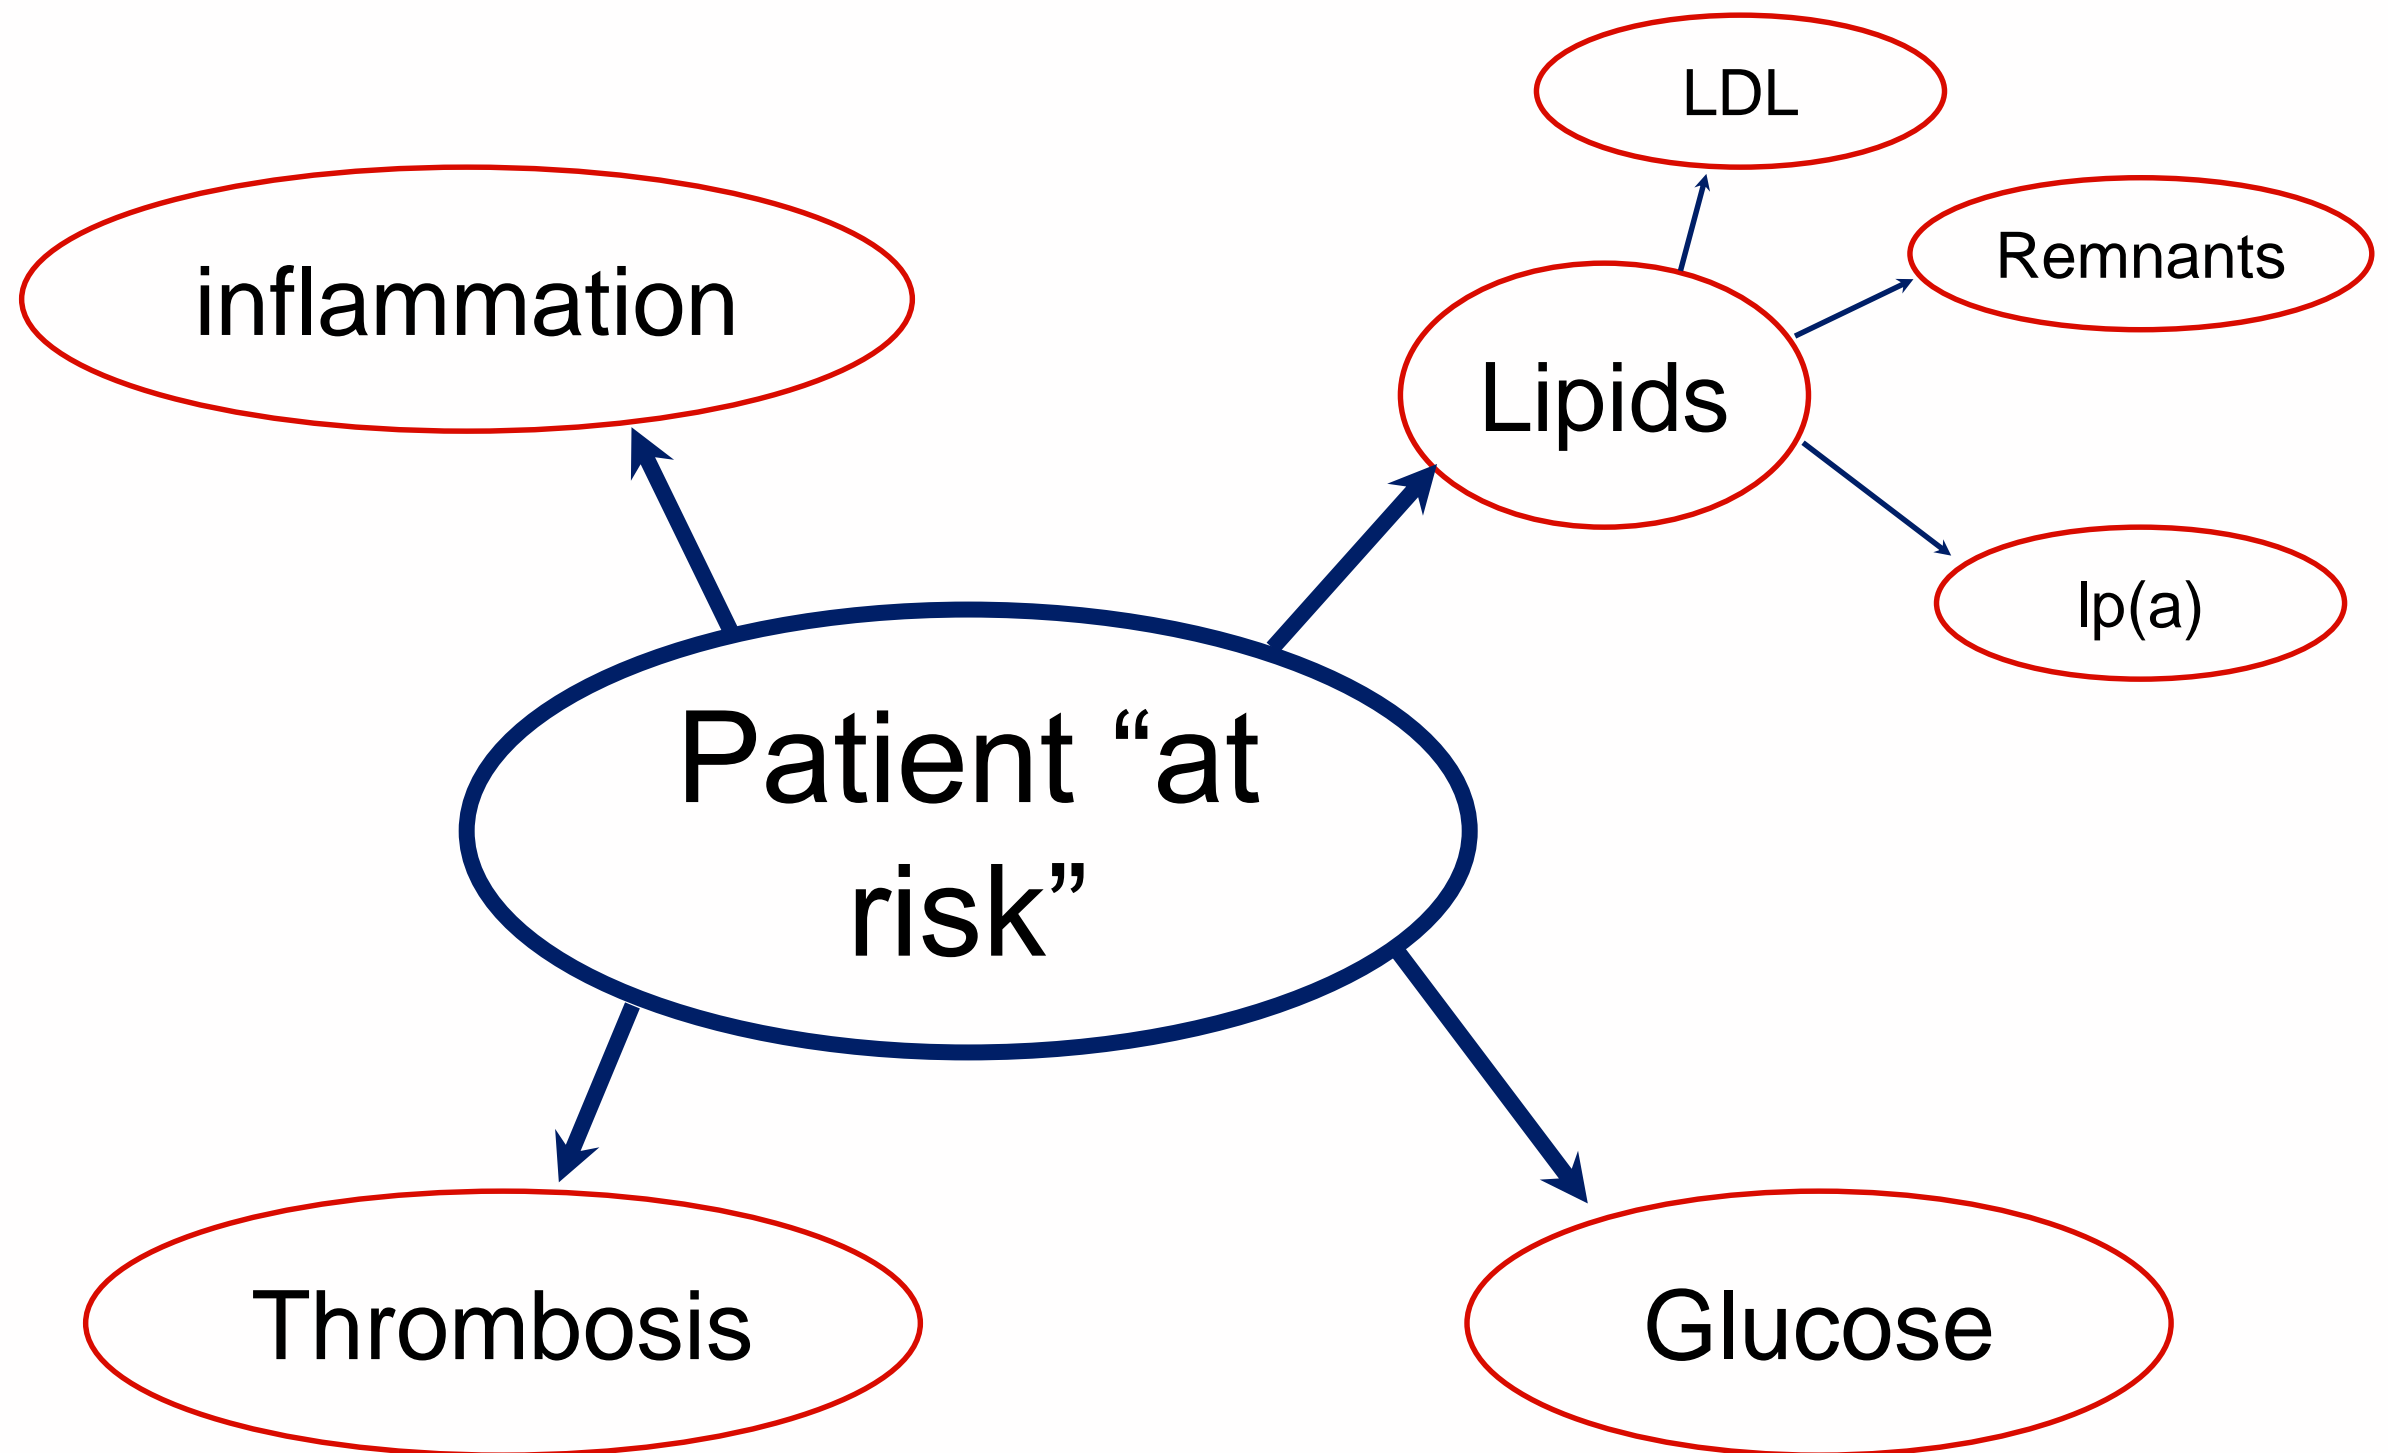 LDL
Remnants
inflammation
Lipids
lp(a)
Patient “at
risk”
Thrombosis
Glucose